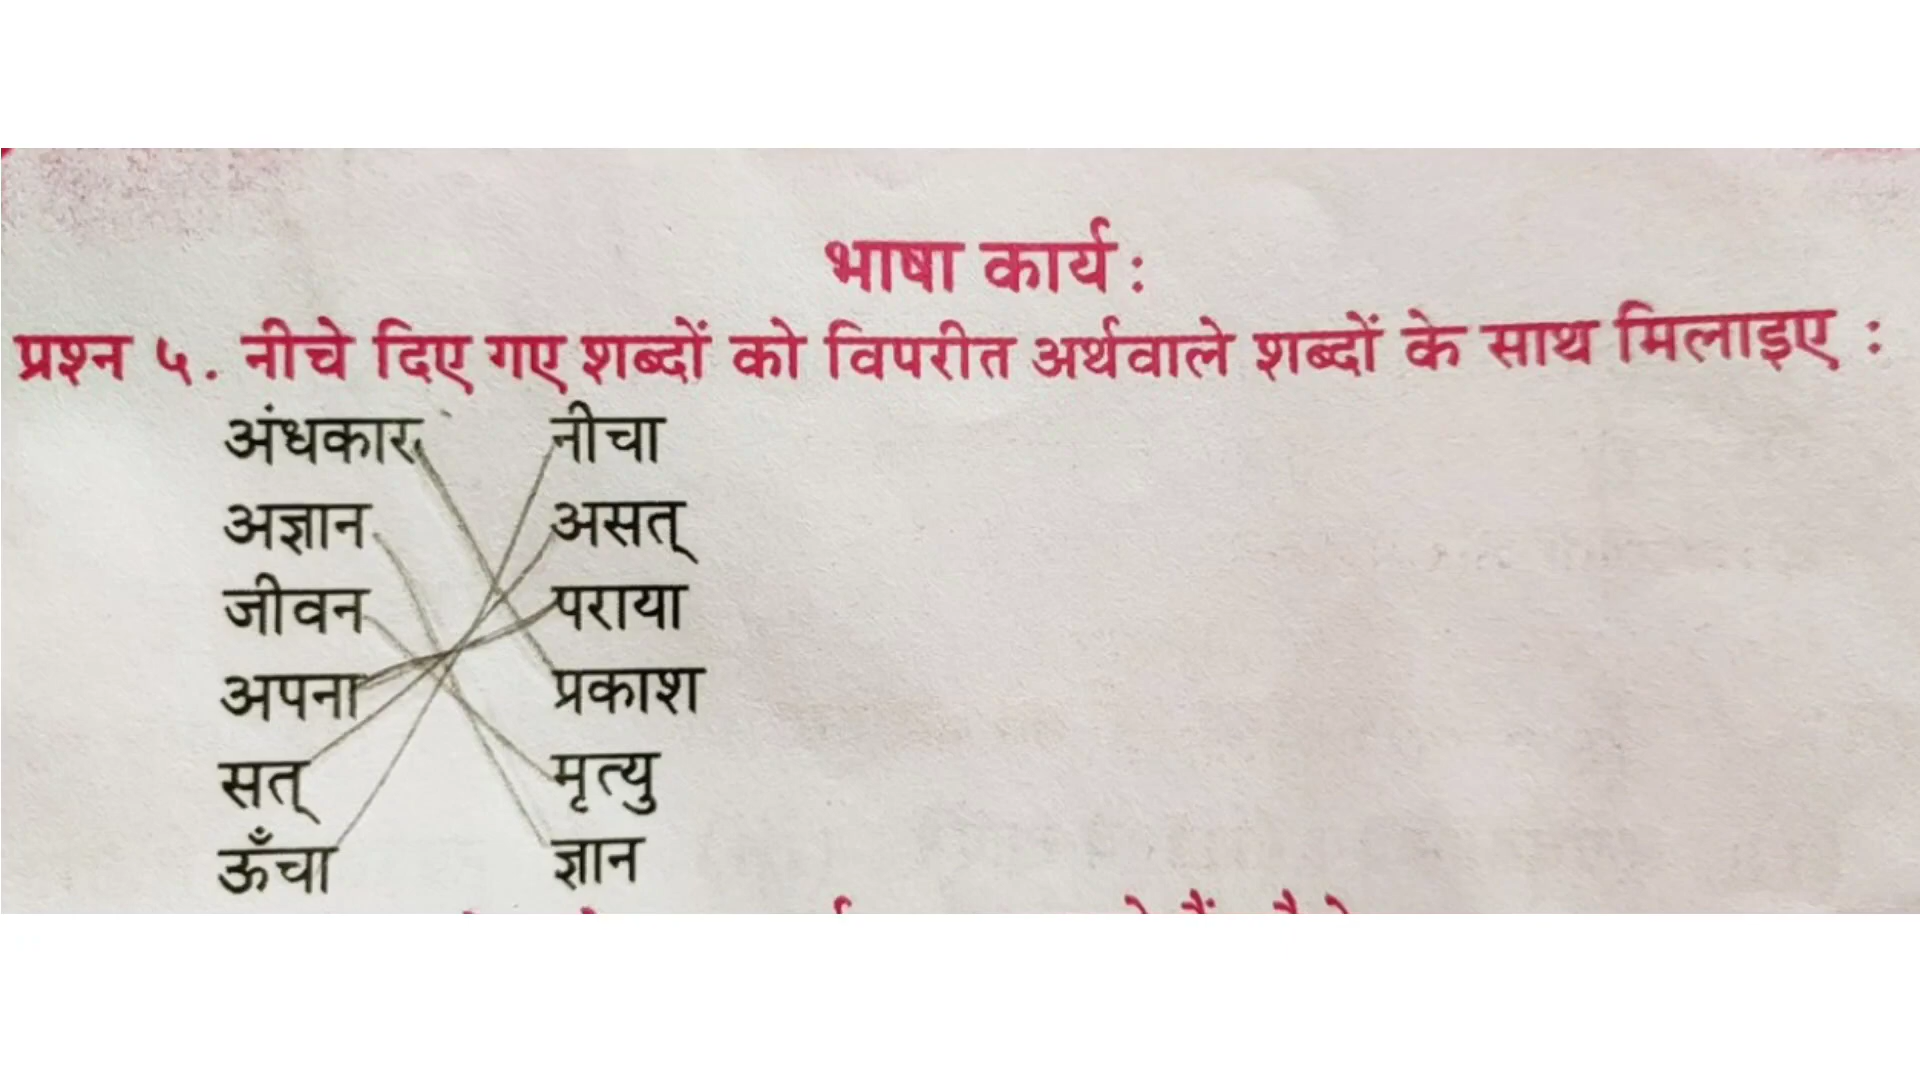 भाषा कार्य :
प्रश्न ५. नीचे दिए गए शब्दों को विपरीत अर्थवाले शब्दों के साथ मिलाइए :
अंधकार नीचा
अज्ञान असत्
जीवन पराया
अपना प्रकाश
सत् मृत्यु
ऊँचा ज्ञान